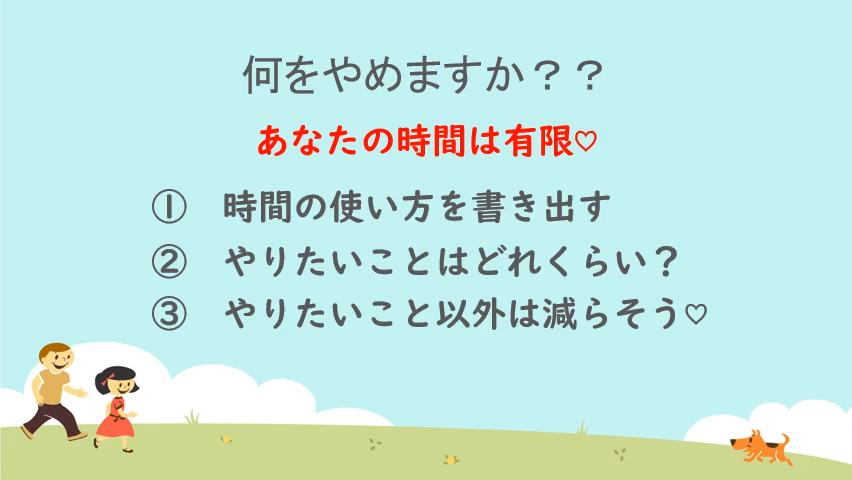 何をやめますか？？
あなたの時間は有限♡
① 時間の使い方を書き出す
② やりたいことはどれくらい？
③ やりたいこと以外は減らそう♡